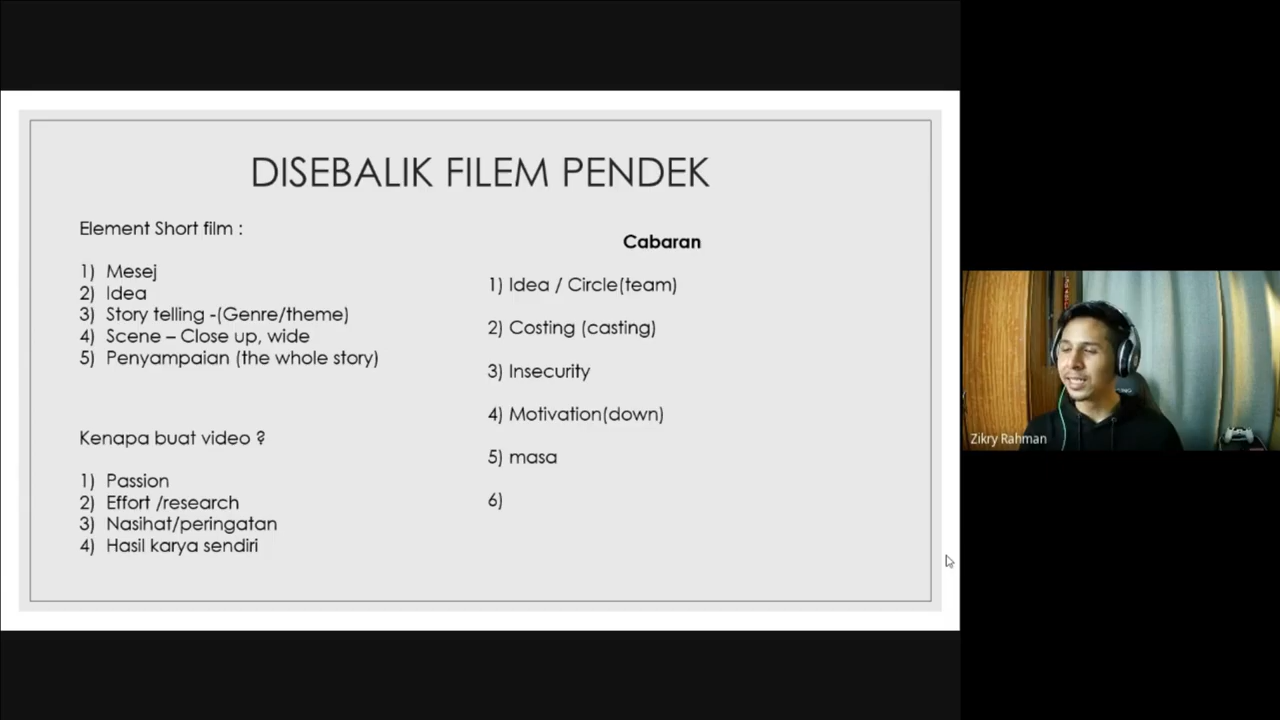 DISEBALIK FILEM PENDEK
Element Short film :
1) Mesej
2) Idea
3) Story telling -(Genre/theme)
4) Scene – Close up, wide
5) Penyampaian (the whole story)
Kenapa buat video ?
1) Passion
2) Effort /research
3) Nasihat/peringatan
4) Hasil karya sendiri
Cabaran
1) Idea / Circle(team)
2) Costing (casting)
3) Insecurity
4) Motivation(down)
5) masa
6)
Zikry Rahman